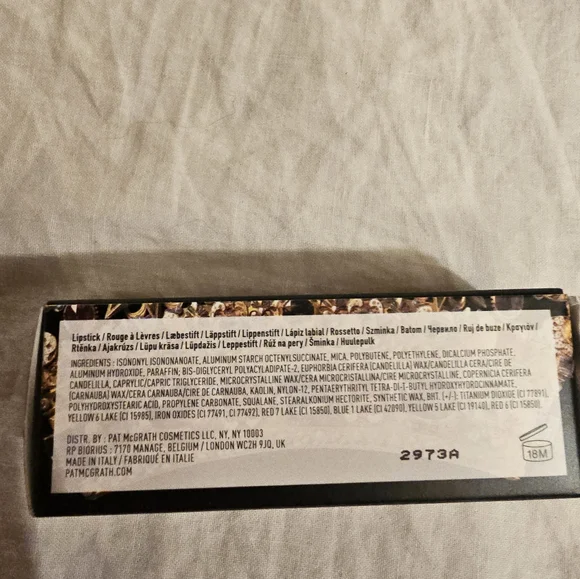 Lipstick / Rouge à Lèvres / Læbestift / Läppstift / Lippenstift / Lápiz labial / Rossetto / Szminka / Batom / Червило / Ruj de buze / Κραγιόν /
Rtěnka / Ajakrúzs / Lūpu krāsa / Lūpdažis / Leppestift / Rúž na pery / Šminka / Huulepulk
INGREDIENTS : ISONONYL ISONONANOATE, ALUMINUM STARCH OCTENYLSUCCINATE, MICA, POLYBUTENE, POLYETHYLENE, DICALCIUM PHOSPHATE,
ALUMINUM HYDROXIDE, PARAFFIN; BIS-DIGLYCERYL POLYACYLADIPATE-2, EUPHORBIA CERIFERA (CANDELILLA) WAX/CANDELILLA CERA/CIRE DE
CANDELILLA, CAPRYLIC/CAPRIC TRIGLYCERIDE, MICROCRYSTALLINE WAX/CERA MICROCRISTALLINA/CIRE MICROCRYSTALLINE, COPERNICIA CERIFERA
(CARNAUBA) WAX/CERA CARNAUBA/CIRE DE CARNAUBA, KAOLIN, NYLON-12, PENTAERYTHRITYL TETRA-DI-T-BUTYL HYDROXYHYDROCINNAMATE,
POLYHYDROXYSTEARIC ACID, PROPYLENE CARBONATE, SQUALANE, STEARALKONIUM HECTORITE, SYNTHETIC WAX, BHT. (+/-): TITANIUM DIOXIDE (CI 77891),
YELLOW 6 LAKE (CI 15985), IRON OXIDES (CI 77491, CI 77492), RED 7 LAKE (CI 15850), BLUE 1 LAKE (CI 42090), YELLOW 5 LAKE (CI 19140), RED 6 (CI 15850).
DISTR. BY : PAT McGRATH COSMETICS LLC, NY, NY 10003
RP BIORIUS : 7170 MANAGE, BELGIUM / LONDON WC2H 9JQ, UK
MADE IN ITALY / FABRIQUÉ EN ITALIE
PATMCGRATH.COM
2973A
18M